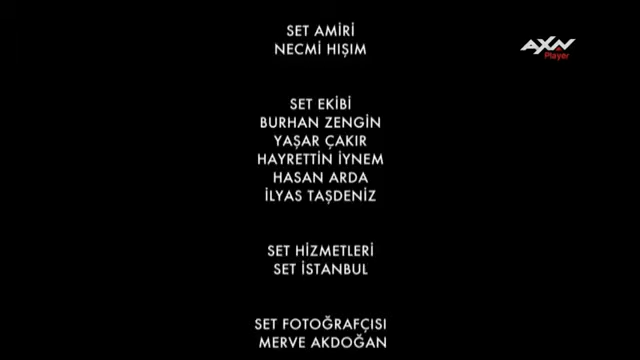 SET AMİRİ
NECMİ HIŞIM
AXN
Player
SET EKİBİ
BURHAN ZENGİN
YAŞAR ÇAKIR
HAYRETTİN İYNEM
HASAN ARDA
İLYAS TAŞDENİZ
SET HİZMETLERİ
SET İSTANBUL
SET FOTOĞRAFÇISI
MERVE AKDOĞAN